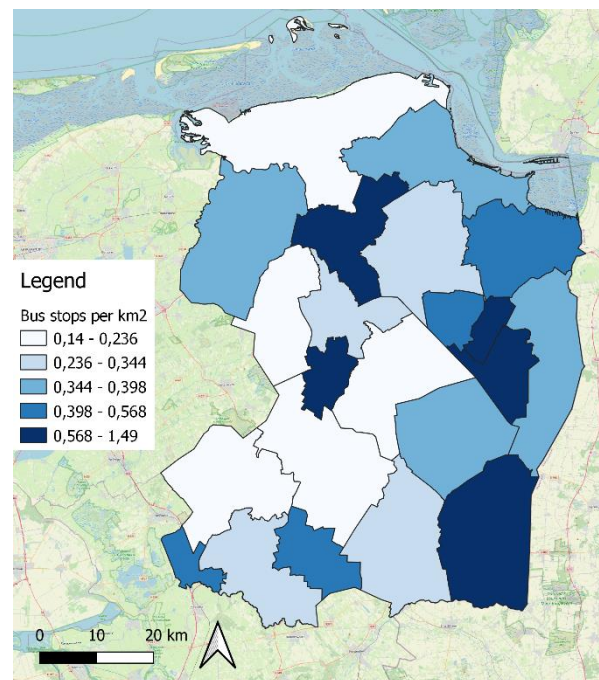 Legend
Bus stops per km2
0,14 - 0,236
0,236 - 0,344
0,344 - 0,398
0,398 - 0,568
0,568 - 1,49
0 10 20 km